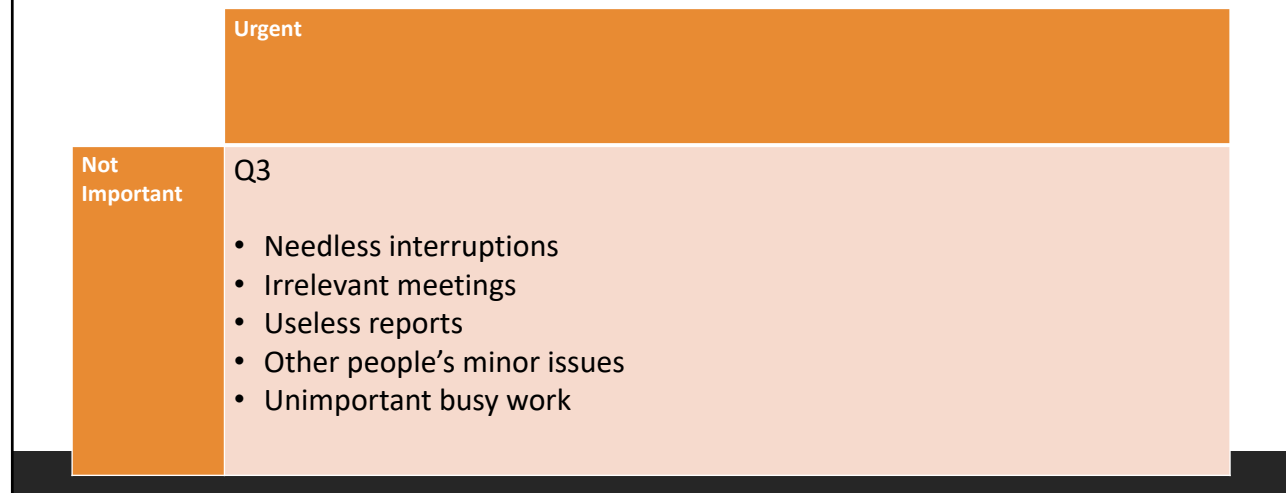 Urgent
Not
Important
Q3
• Needless interruptions
• Irrelevant meetings
• Useless reports
• Other people’s minor issues
• Unimportant busy work